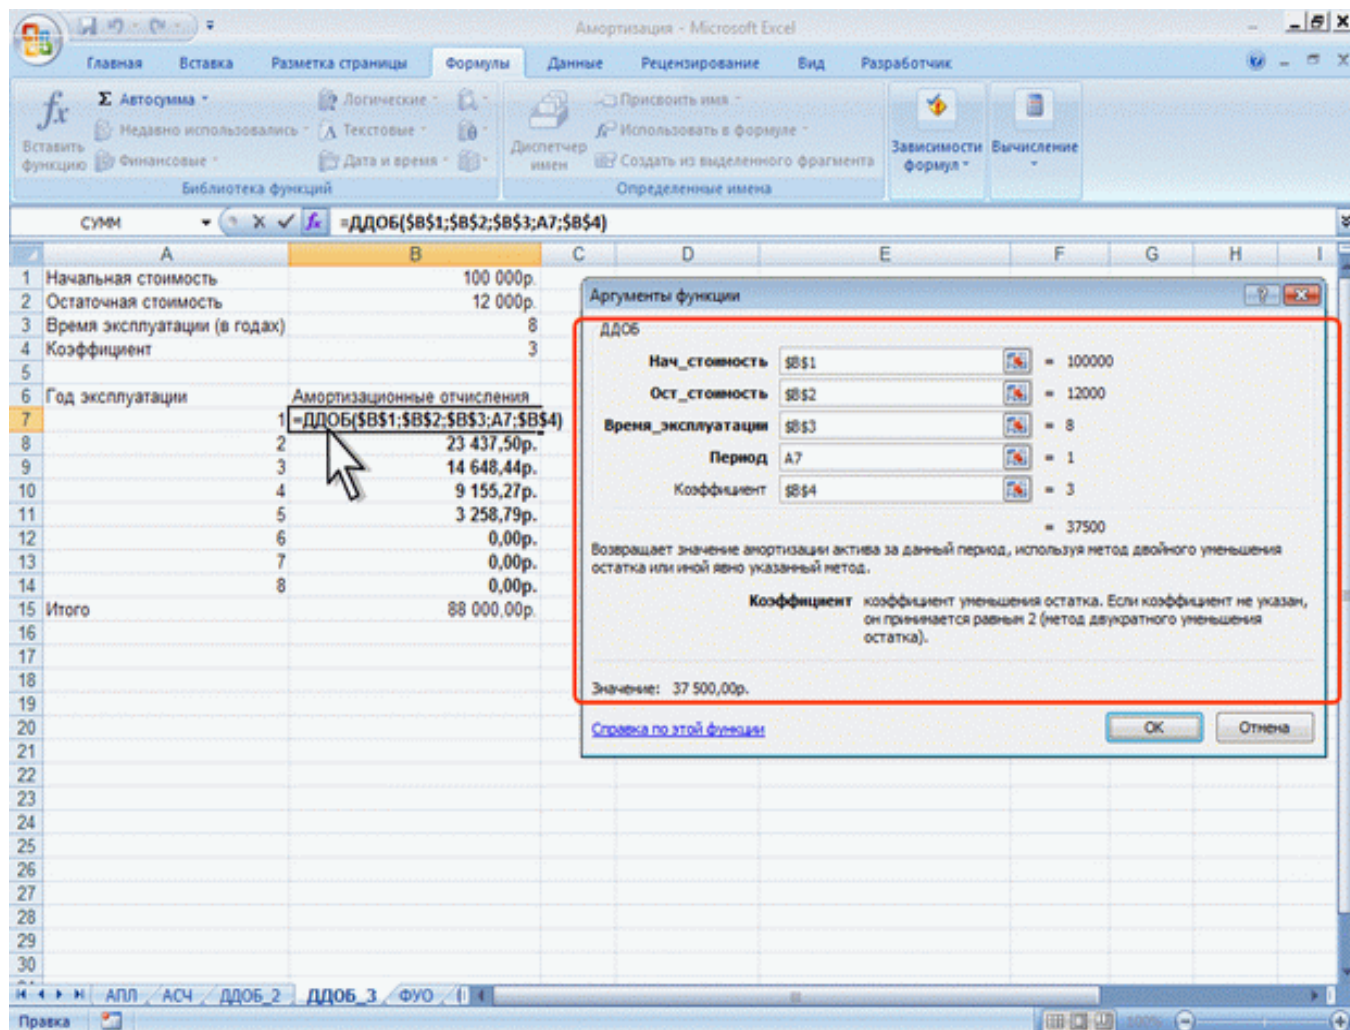 Амортизация - Microsoft Excel
Главная Вставка Разметка страницы Формулы Данные Рецензирование Вид Разработчик
fx Σ Автосумма Логические Присвоить имя
Недавно использовались Текстовые Использовать в формуле
Вставить функцию Финансовые Дата и время Диспетчер имен Создать из выделенного фрагмента Зависимости формул Вычисление
Библиотека функций Определенные имена
СУММ fx =ДДОБ($B$1;$B$2;$B$3;A7;$B$4)
A B C D E F G H I
1 Начальная стоимость 100 000р.
2 Остаточная стоимость 12 000р.
3 Время эксплуатации (в годах) 8
4 Коэффициент 3
5
6 Год эксплуатации Амортизационные отчисления
7 1 =ДДОБ($B$1;$B$2;$B$3;A7;$B$4)
8 2 23 437,50р.
9 3 14 648,44р.
10 4 9 155,27р.
11 5 3 258,79р.
12 6 0,00р.
13 7 0,00р.
14 8 0,00р.
15 Итого 88 000,00р.
16
17
18
19
20
21
22
23
24
25
26
27
28
29
30
Аргументы функции
ДДОБ
Нач_стоимость $B$1 = 100000
Ост_стоимость $B$2 = 12000
Время_эксплуатации $B$3 = 8
Период A7 = 1
Коэффициент $B$4 = 3
= 37500
Возвращает значение амортизации актива за данный период, используя метод двойного уменьшения
остатка или иной явно указанный метод.
Коэффициент коэффициент уменьшения остатка. Если коэффициент не указан,
он принимается равным 2 (метод двукратного уменьшения
остатка).
Значение: 37 500,00р.
Справка по этой функции OK Отмена
АПЛ АСЧ ДДОБ_2 ДДОБ_3 ФУО
Правка 100%